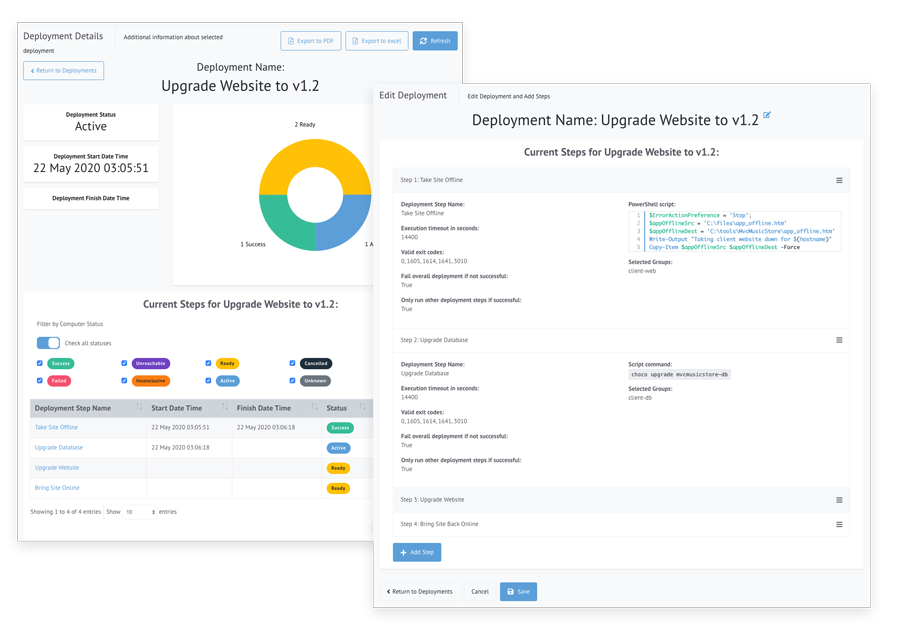 Deployment Details
Additional information about selected
deployment
Export to PDF
Export to excel
Refresh
Return to Deployments
Deployment Name:
Upgrade Website to v1.2
Deployment Status
Active
Deployment Start Date Time
22 May 2020 03:05:51
Deployment Finish Date Time
2 Ready
1 Success
1 A
Current Steps for Upgrade Website to v1.2:
Filter by Computer Status
Check all statuses
Success
Unreachable
Ready
Cancelled
Failed
Inconclusive
Active
Unknown
Deployment Step Name Start Date Time Finish Date Time Status
Take Site Offline 22 May 2020 03:05:51 22 May 2020 03:06:18 Success
Upgrade Database 22 May 2020 03:06:18 Active
Upgrade Website Ready
Bring Site Online Ready
Showing 1 to 4 of 4 entries Show 10 entries
Edit Deployment
Edit Deployment and Add Steps
Deployment Name: Upgrade Website to v1.2
Current Steps for Upgrade Website to v1.2:
Step 1: Take Site Offline
Deployment Step Name:
Take Site Offline
Execution timeout in seconds:
14400
Valid exit codes:
0,1605,1614,1641,3010
Fail overall deployment if not successful:
True
Only run other deployment steps if successful:
True
PowerShell script:
1 $ErrorActionPreference = 'Stop';
2 $appOfflineSrc = 'C:\files\app_offline.htm'
3 $appOfflineDest = 'C:\tools\MvcMusicStore\app_offline.htm'
4 Write-Output "Taking client website down for $(hostname)"
5 Copy-Item $appOfflineSrc $appOfflineDest -Force
Selected Groups:
client-web
Step 2: Upgrade Database
Deployment Step Name:
Upgrade Database
Execution timeout in seconds:
14400
Valid exit codes:
0,1605,1614,1641,3010
Fail overall deployment if not successful:
True
Only run other deployment steps if successful:
True
Script command:
choco upgrade mvcmusicstore-db
Selected Groups:
client-db
Step 3: Upgrade Website
Step 4: Bring Site Back Online
Add Step
Return to Deployments
Cancel
Save